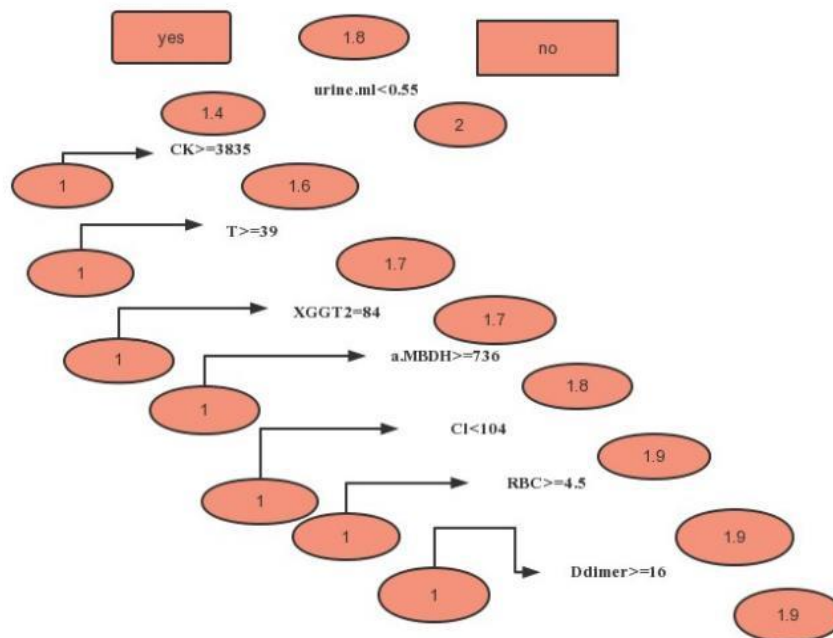 yes
1.8
no
urine.ml<0.55
1.4
2
CK>=3835
1
1.6
T>=39
1
1.7
XGGT2=84
1.7
1
a.MBDH>=736
1
1.8
Cl<104
1.9
RBC>=4.5
1
1
1.9
Ddimer>=16
1
1.9